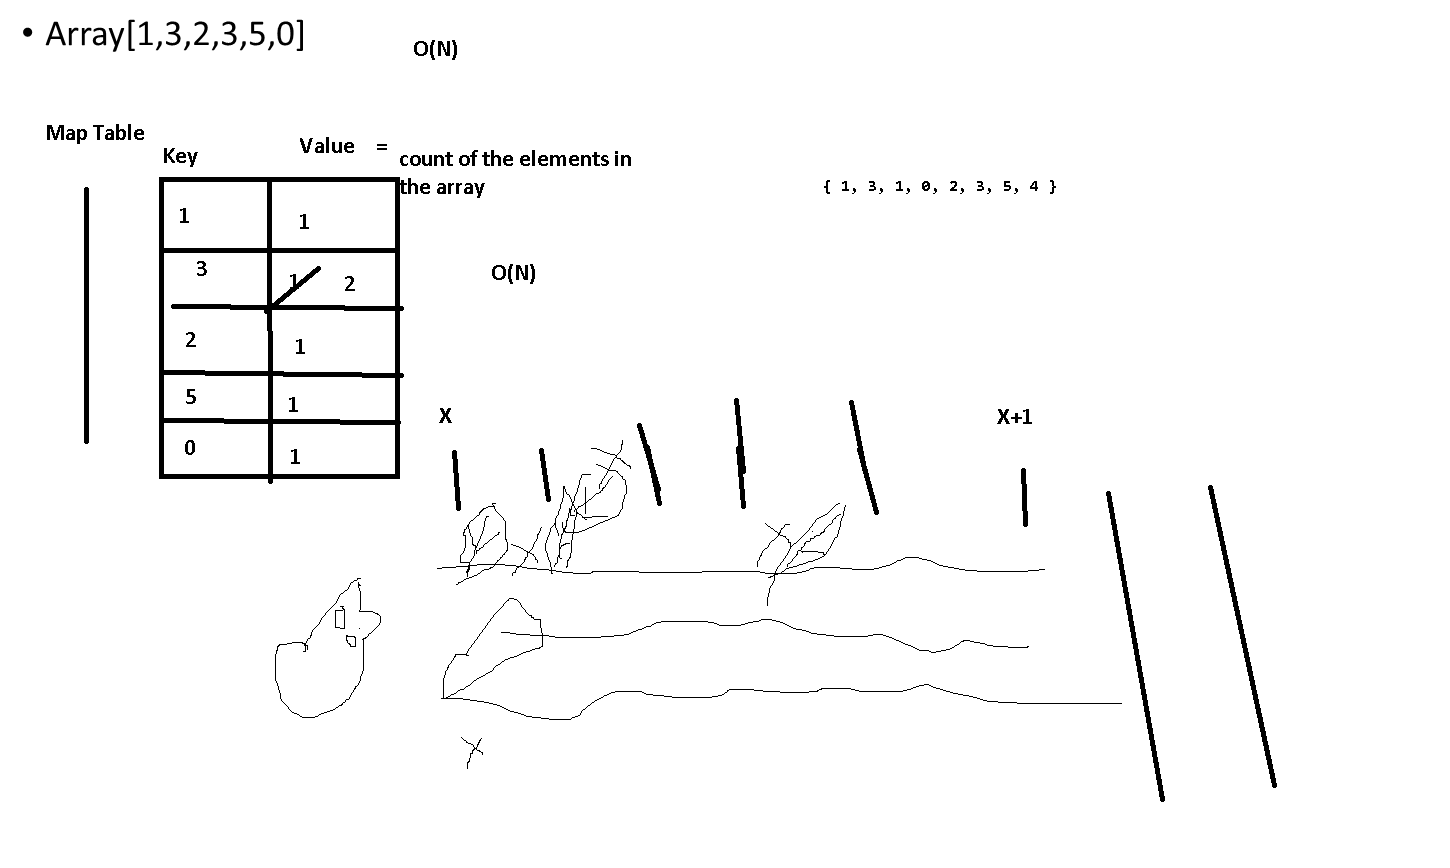 • Array[1,3,2,3,5,0]
O(N)
Map Table
Key
Value =
count of the elements in
the array
{ 1, 3, 1, 0, 2, 3, 5, 4 }
1 1
3 1 2
O(N)
2 1
5 1
0 1
X
X+1